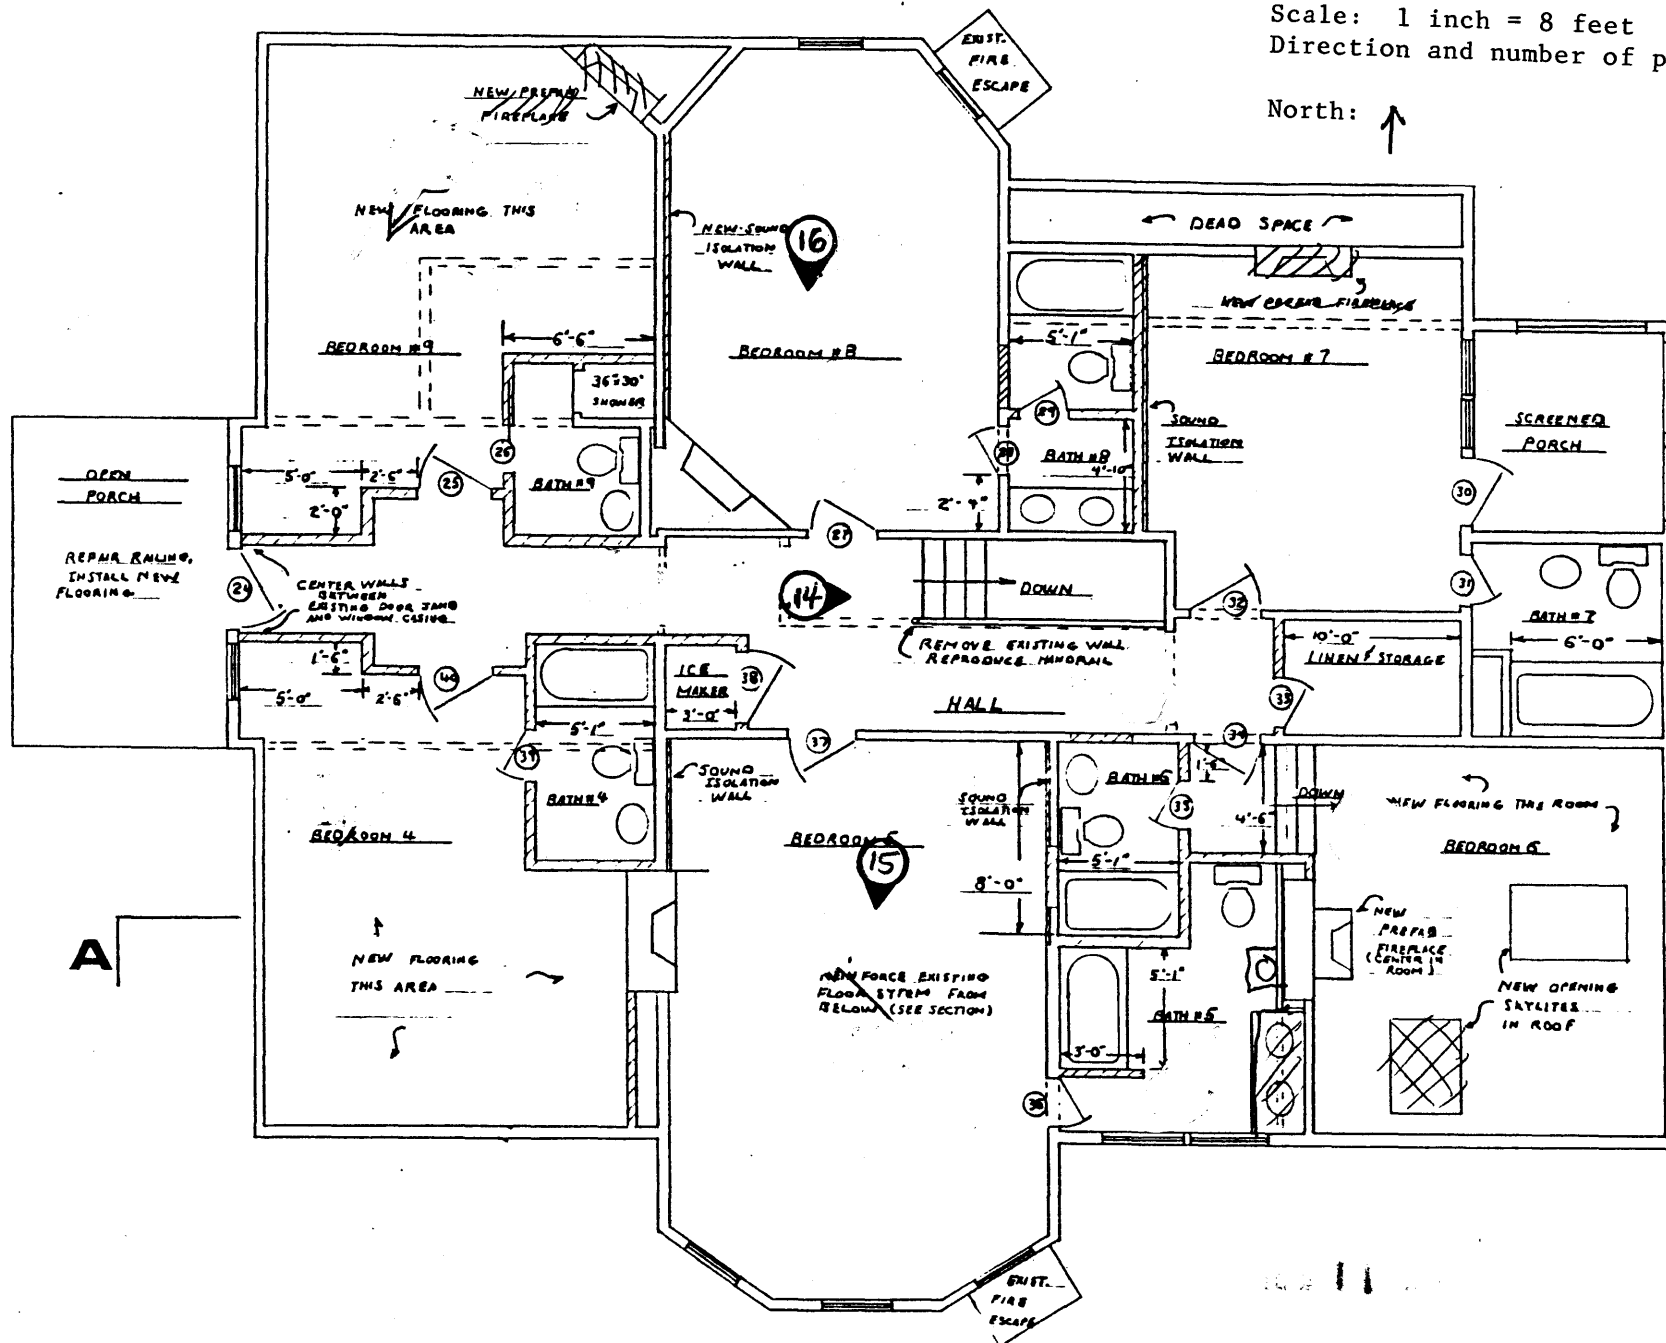 Scale: 1 inch = 8 feet
Direction and number of p
North:
EXIST.
FIRE
ESCAPE
NEW PREFAB
FIREPLACE
NEW FLOORING THIS
AREA
NEW SOUND
ISOLATION
WALL
16
DEAD SPACE
FIREPLACE
BEDROOM #9
6'-6"
36"x30"
SHOWER
BEDROOM #8
5'-1"
BEDROOM #7
SCREENED
PORCH
SOUND
ISOLATION
WALL
29
28
BATH #8
4'-10"
2'-4"
OPEN
PORCH
5'-0"
2'-6"
2'-0"
25
26
BATH #9
27
30
REPAIR RAILING,
INSTALL NEW
FLOORING
24
CENTER WALLS
BETWEEN
EXISTING DOOR JAMB
AND WINDOW CASING
14
DOWN
32
31
BATH #7
6'-0"
REMOVE EXISTING WALL
REPRODUCE HANDRAIL
10'-0"
LINEN & STORAGE
1'-6"
5'-0"
2'-6"
40
ICE
MAKER
3'-0"
38
HALL
33
5'-1"
39
37
34
SOUND
ISOLATION
WALL
BATH #4
BEDROOM 4
BEDROOM 5
15
SOUND
ISOLATION
WALL
BATH #6
35
5'-1"
8'-0"
4'-6"
DOWN
NEW FLOORING THIS ROOM
BEDROOM 6
A
NEW FLOORING
THIS AREA
REINFORCE EXISTING
FLOOR SYTEM FROM
BELOW (SEE SECTION)
5'-1"
BATH #5
3'-0"
36
NEW
PREFAB
FIREPLACE
(CENTER IN
ROOM)
NEW OPENING
SKYLITES
IN ROOF
EXIST.
FIRE
ESCAPE